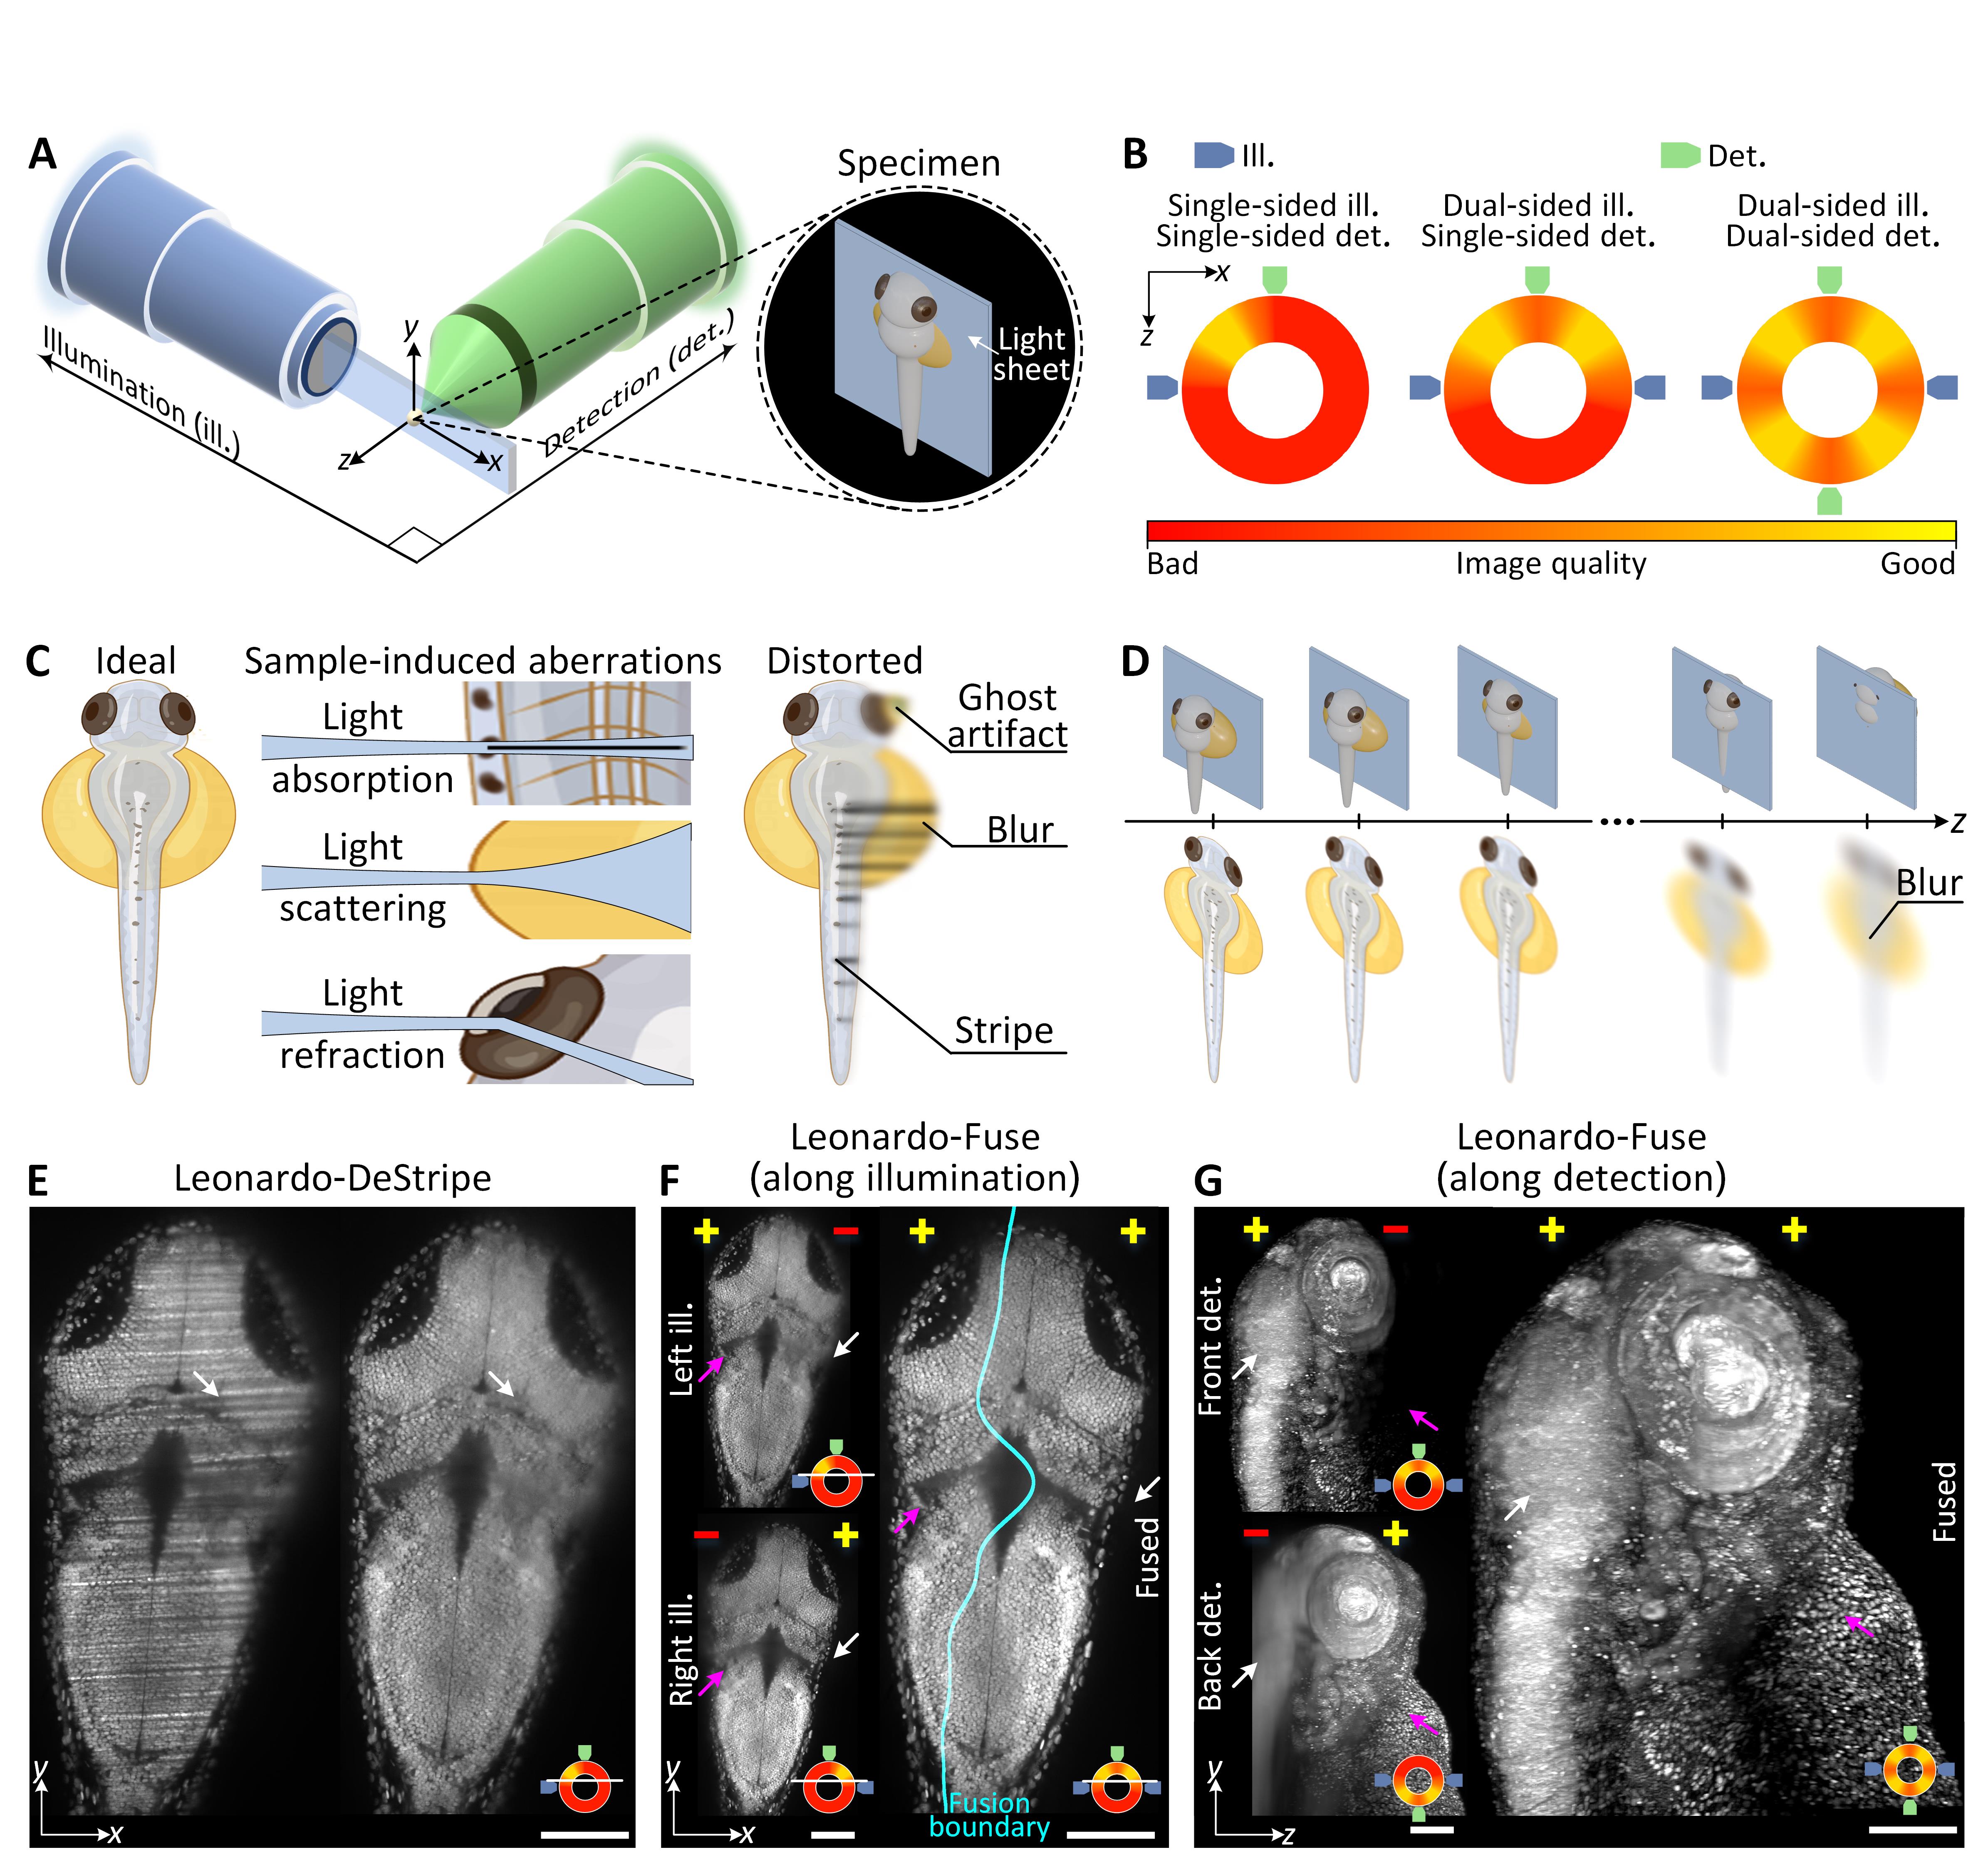 A
Illumination (ill.)
Detection (det.)
y
z
x
Specimen
Light
sheet
B
Ill.
Det.
Single-sided ill.
Single-sided det.
Dual-sided ill.
Single-sided det.
Dual-sided ill.
Dual-sided det.
x
z
Bad
Image quality
Good
C
Ideal
Sample-induced aberrations
Distorted
Light
absorption
Light
scattering
Light
refraction
Ghost
artifact
Blur
Stripe
D
z
Blur
E
Leonardo-DeStripe
y
x
F
Leonardo-Fuse
(along illumination)
+
−
+
+
Left ill.
−
+
Right ill.
Fused
Fusion
boundary
y
x
G
Leonardo-Fuse
(along detection)
+
−
+
+
Front det.
−
+
Back det.
Fused
y
z